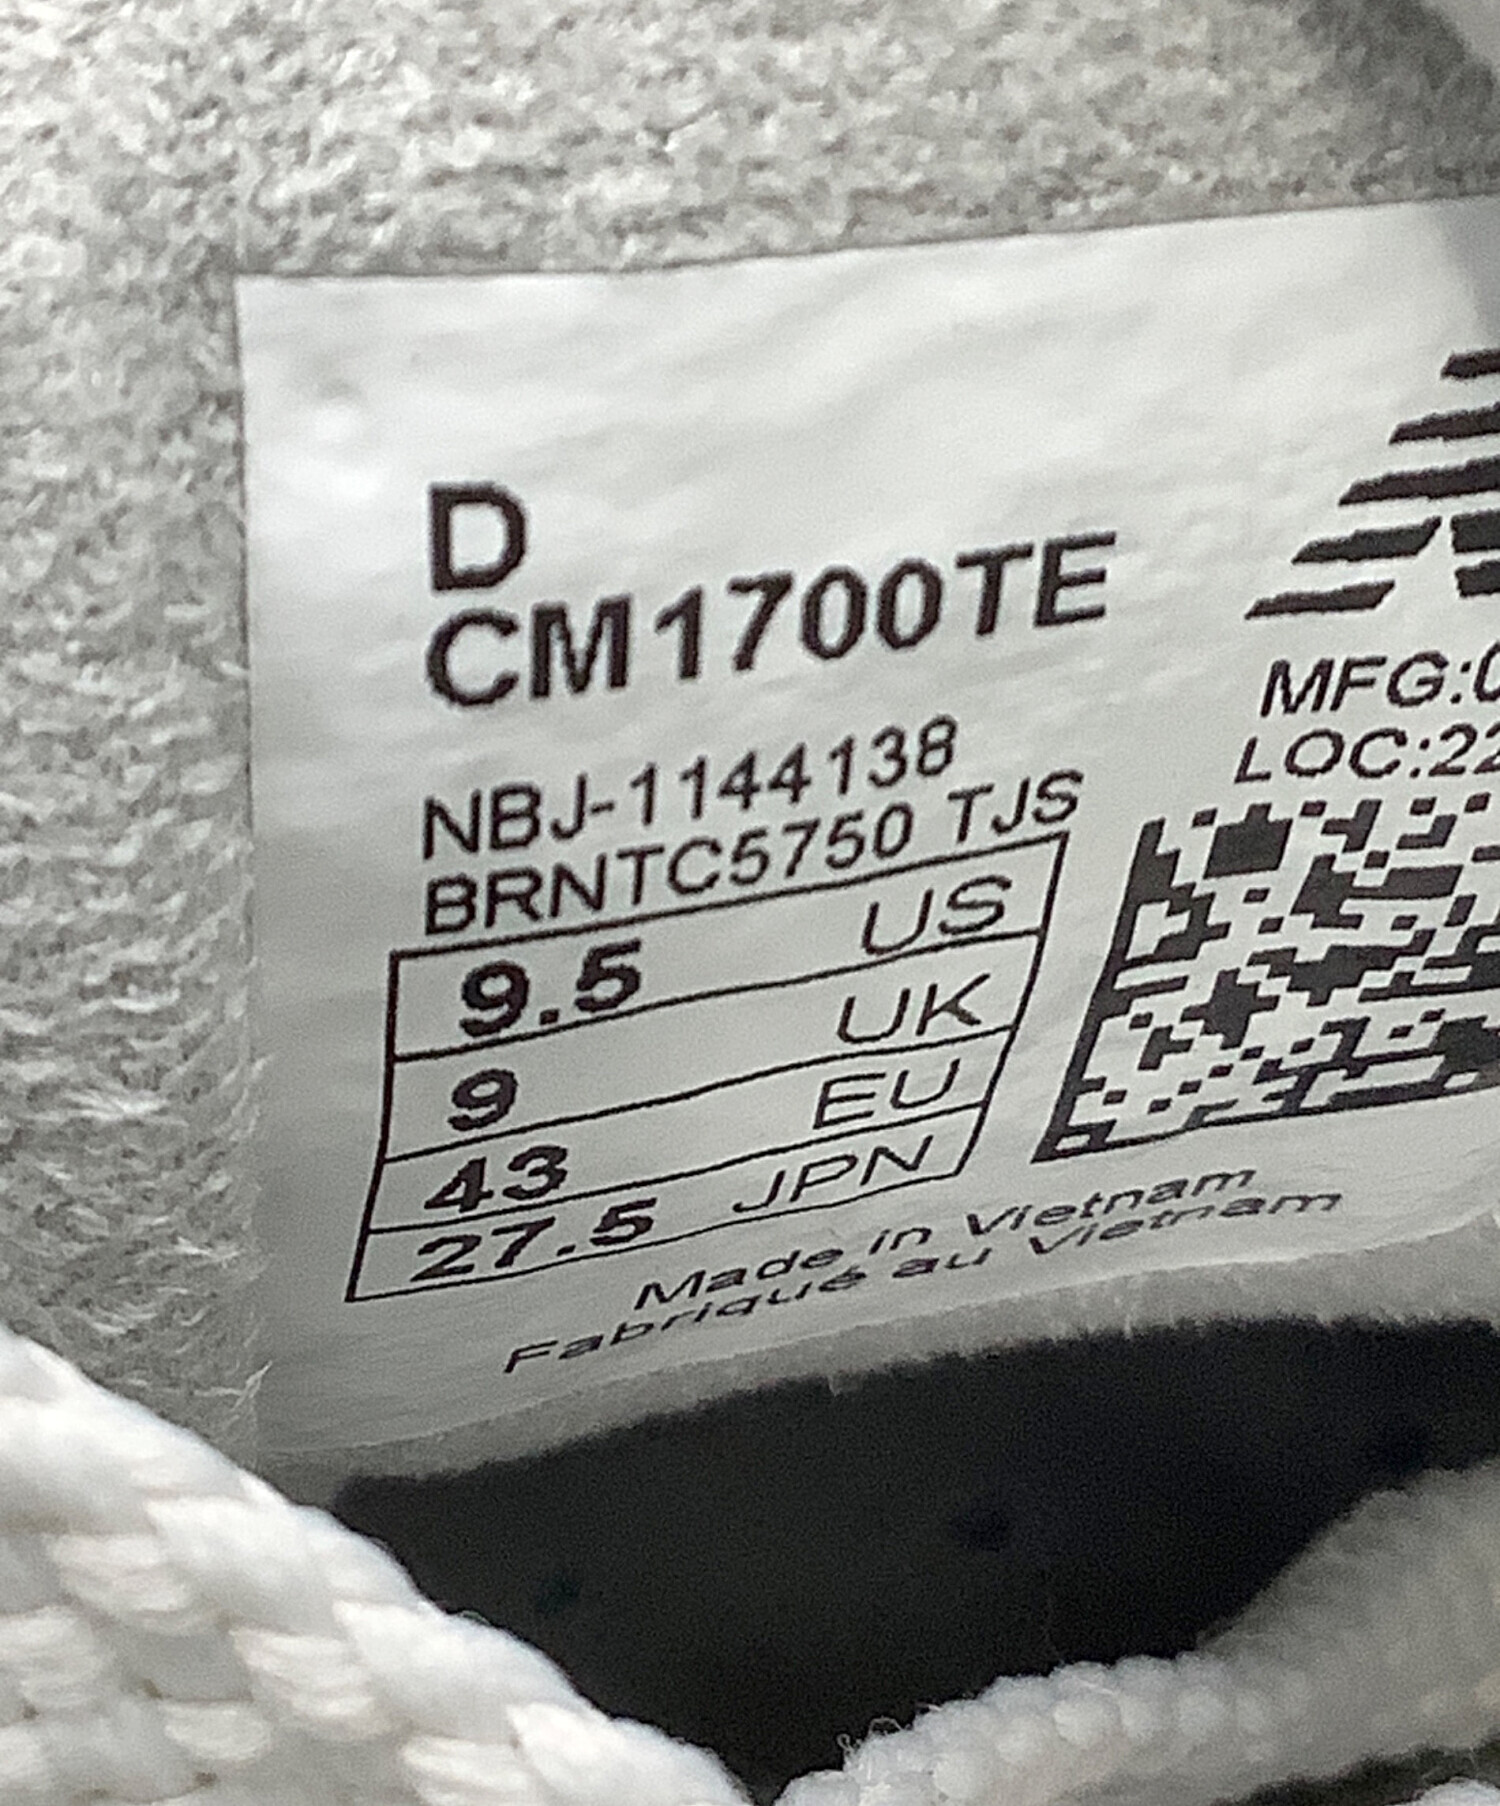 D
CM1700TE
NBJ-1144138
BRNTC5750 TJS
9.5 US
9 UK
43 EU
27.5 JPN
Made in Vietnam
Fabriqué au Vietnam
MFG:0
LOC:22